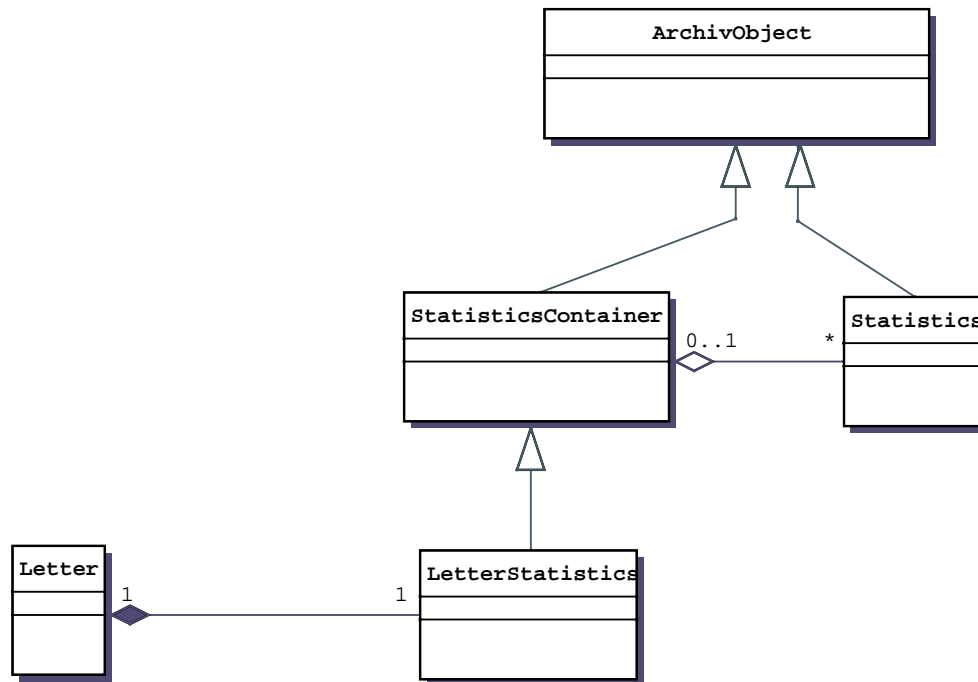 ArchivObject
StatisticsContainer
Statistics
0..1
*
Letter
LetterStatistics
1
1